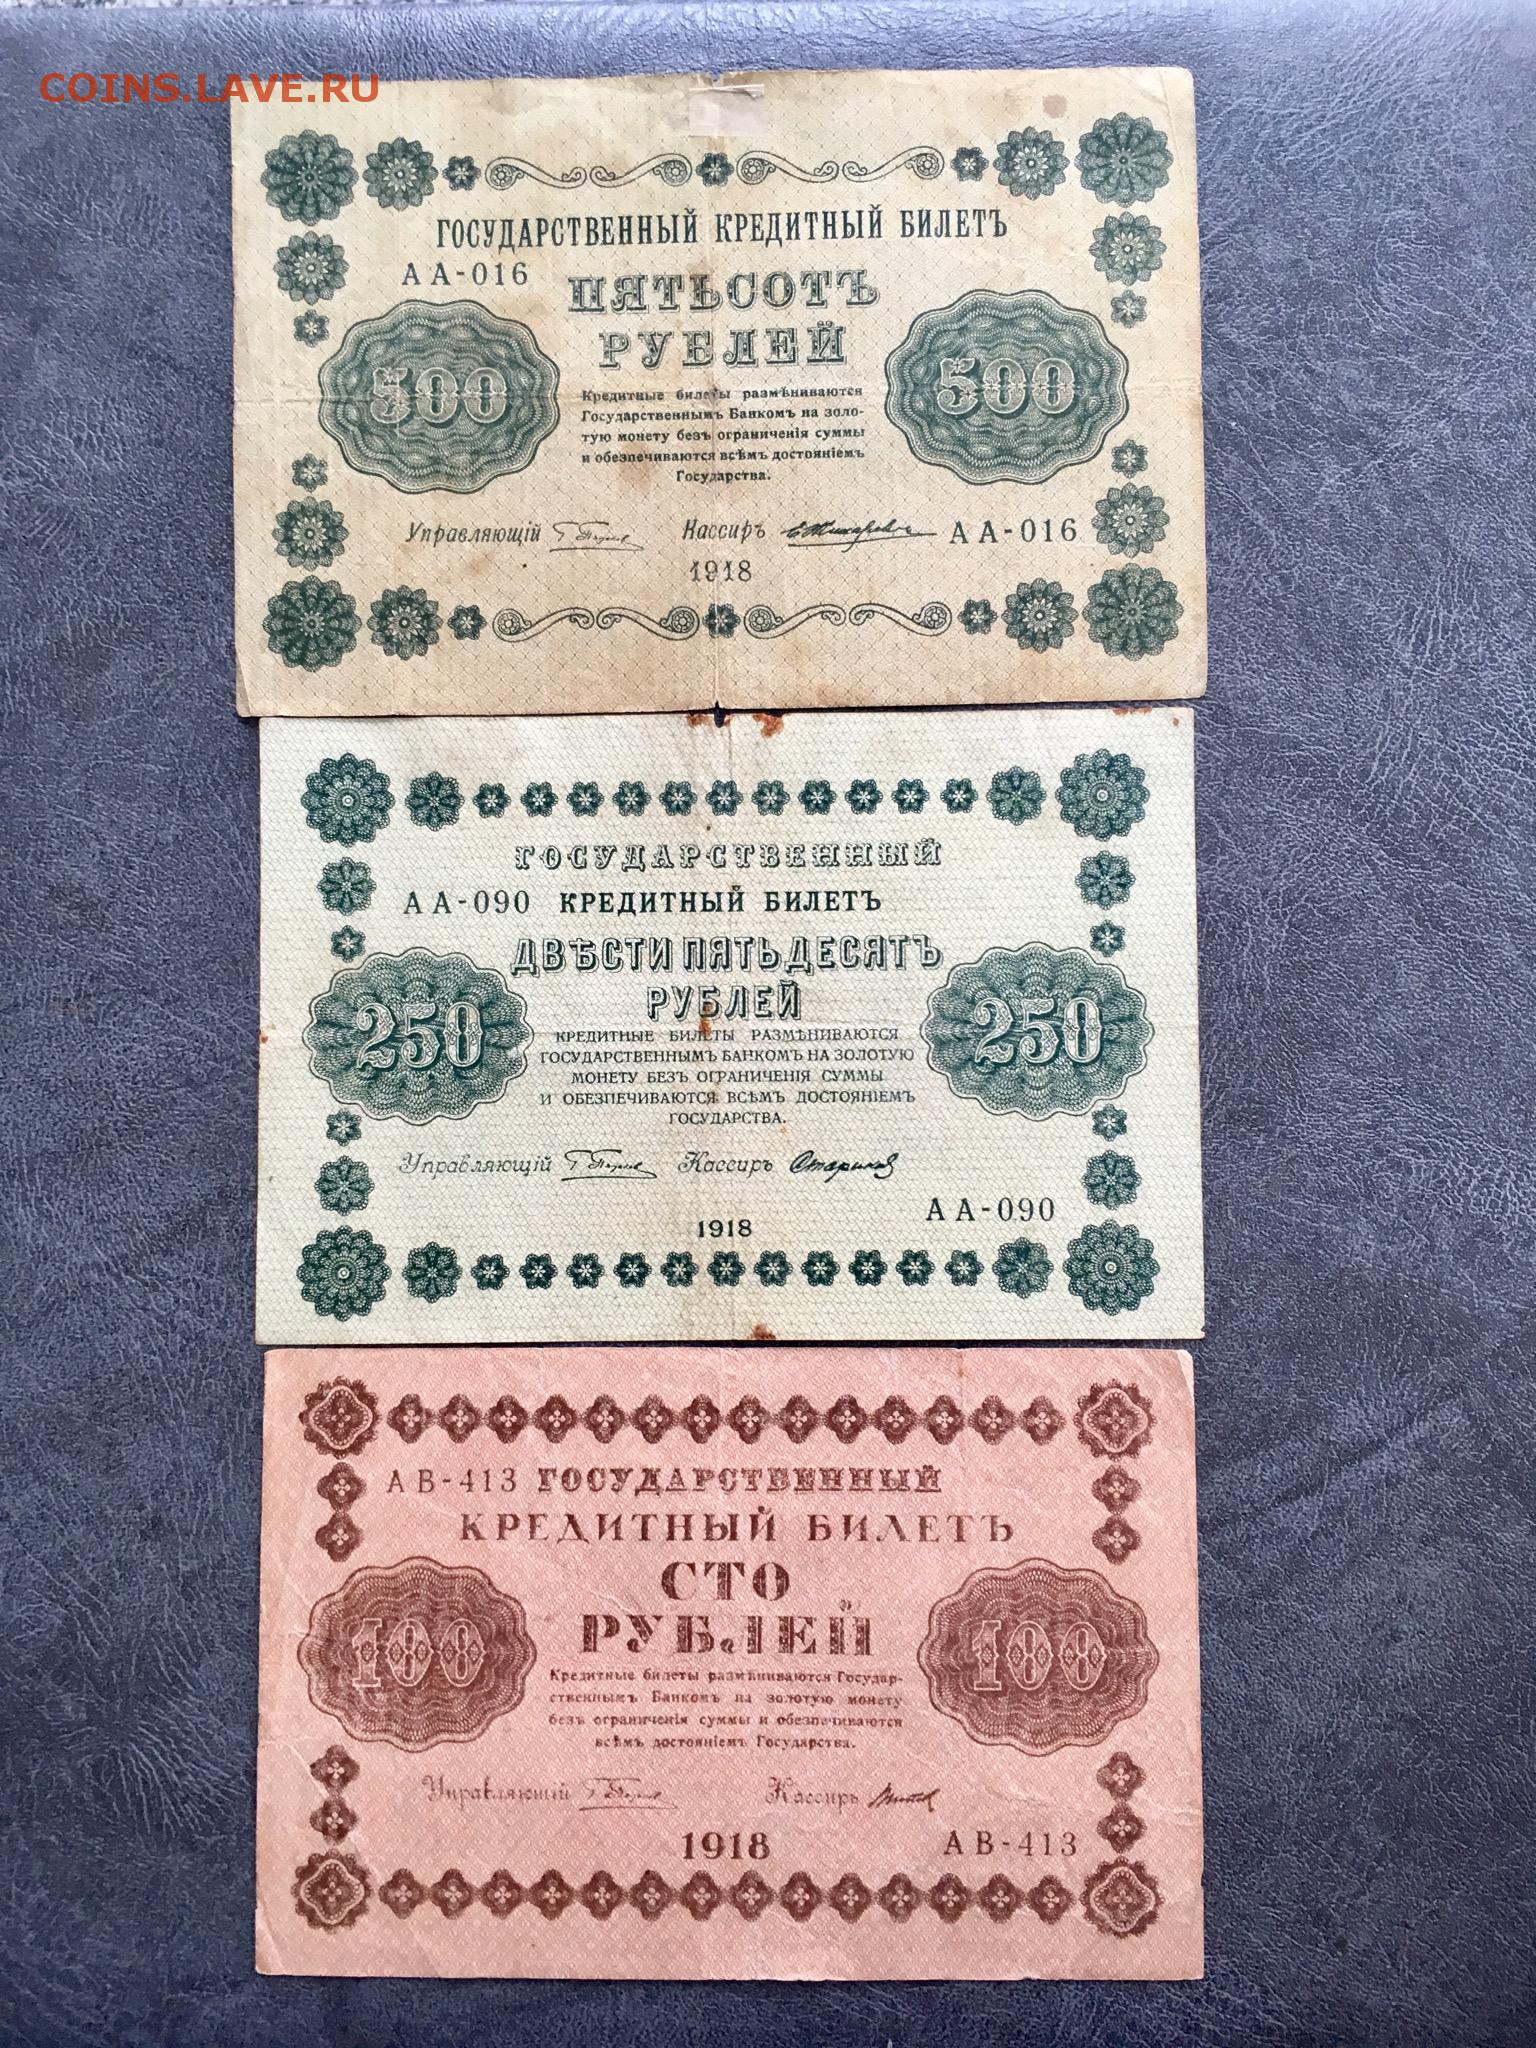 COINS.LAVE.RU
ГОСУДАРСТВЕННЫЙ КРЕДИТНЫЙ БИЛЕТЪ
АА-016
ПЯТЬСОТЪ
РУБЛЕЙ
500
500
Кредитные билеты размѣниваются
Государственнымъ Банкомъ на золо-
тую монету безъ ограниченія суммы
и обезпечиваются всѣмъ достояніемъ
Государства.
Управляющій Кассиръ АА-016
1918
ГОСУДАРСТВЕННЫЙ
АА-090 КРЕДИТНЫЙ БИЛЕТЪ
ДВѢСТИ ПЯТЬДЕСЯТЪ
РУБЛЕЙ
250
250
КРЕДИТНЫЕ БИЛЕТЫ РАЗМѢНИВАЮТСЯ
ГОСУДАРСТВЕННЫМЪ БАНКОМЪ НА ЗОЛОТУЮ
МОНЕТУ БЕЗЪ ОГРАНИЧЕНІЯ СУММЫ
И ОБЕЗПЕЧИВАЮТСЯ ВСѢМЪ ДОСТОЯНІЕМЪ
ГОСУДАРСТВА.
Управляющій Кассиръ
АА-090
1918
АВ-413 ГОСУДАРСТВЕННЫЙ
КРЕДИТНЫЙ БИЛЕТЪ
СТО
РУБЛЕЙ
100
100
Кредитные билеты размѣниваются Государ-
ственнымъ Банкомъ на золотую монету
безъ ограниченія суммы и обезпечиваются
всѣмъ достояніемъ Государства.
Управляющій Кассиръ
1918 АВ-413